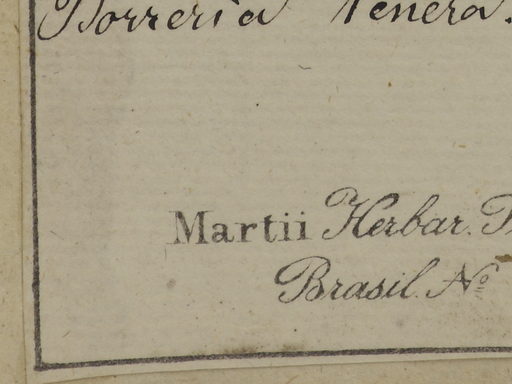 Borreria tenera.
Martii Herbar.
Brasil. No